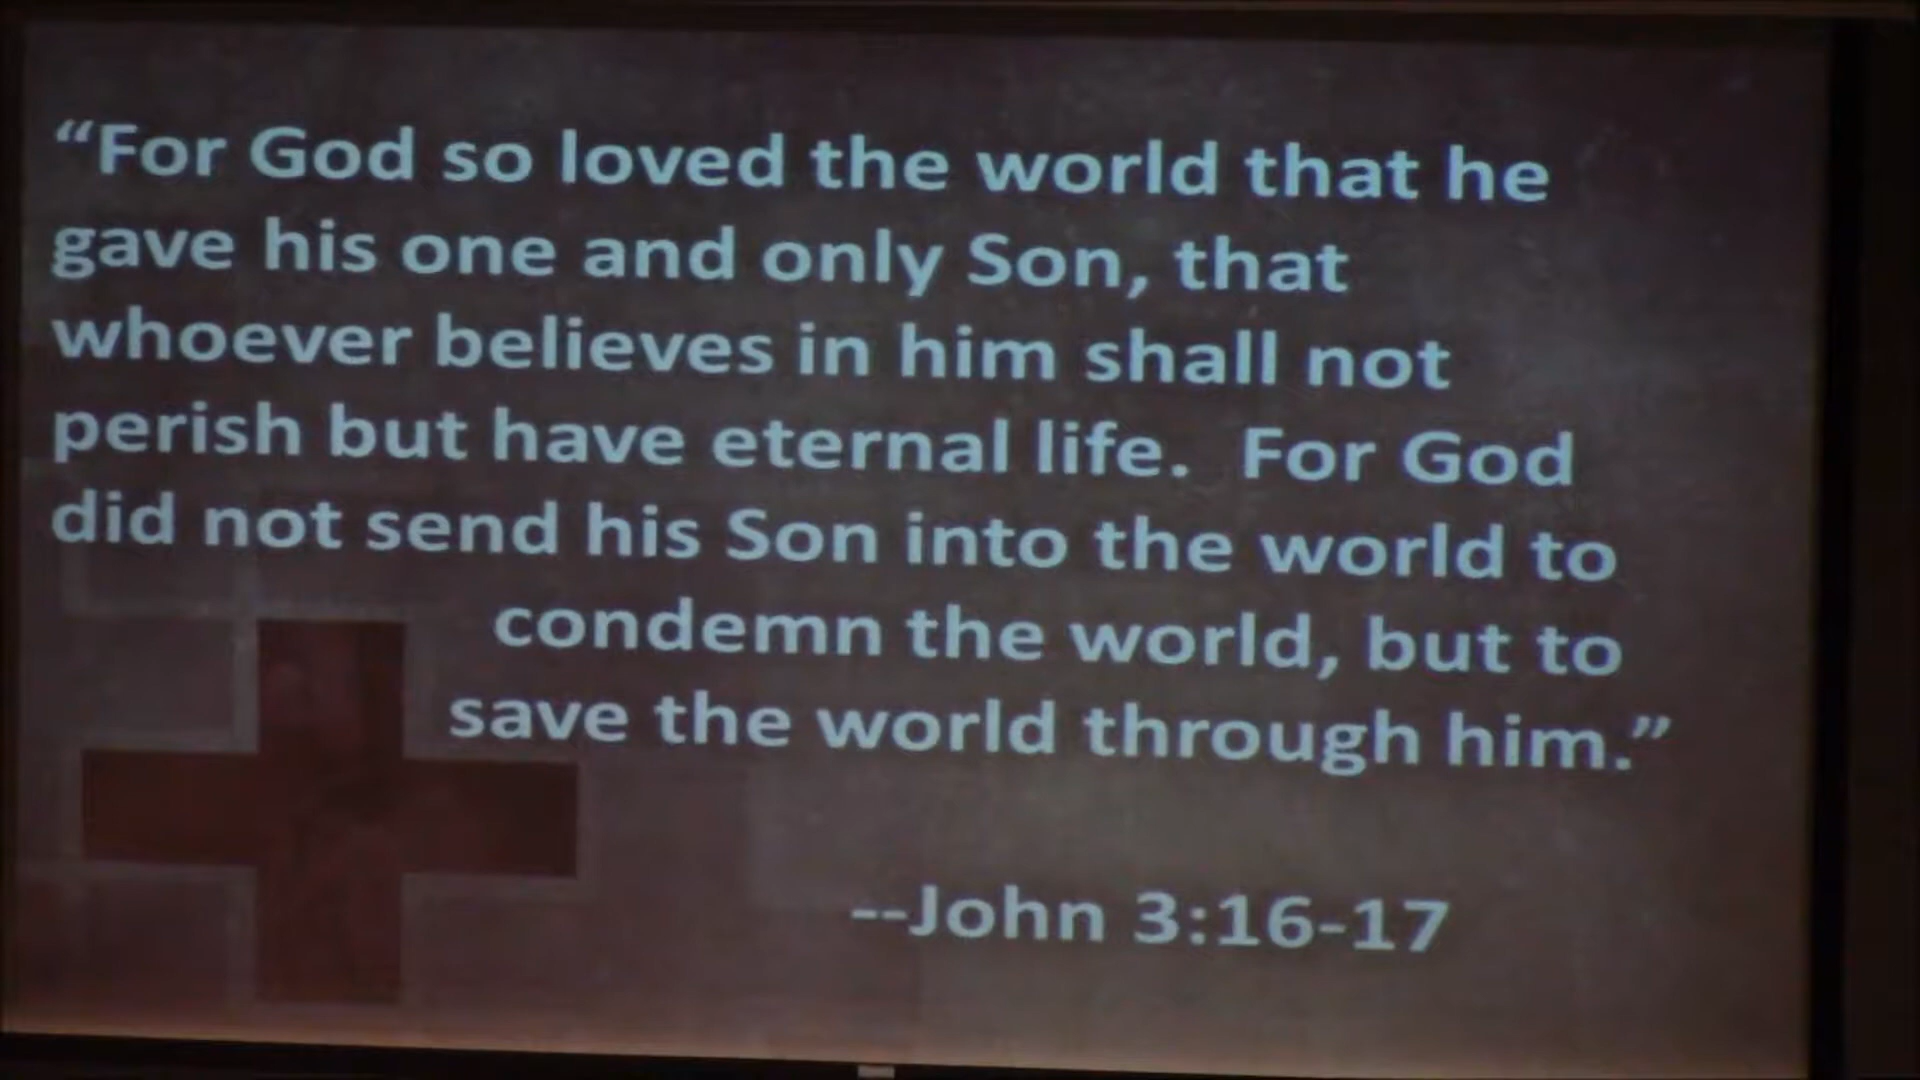 “For God so loved the world that he
gave his one and only Son, that
whoever believes in him shall not
perish but have eternal life.  For God
did not send his Son into the world to
condemn the world, but to
save the world through him.”
--John 3:16-17